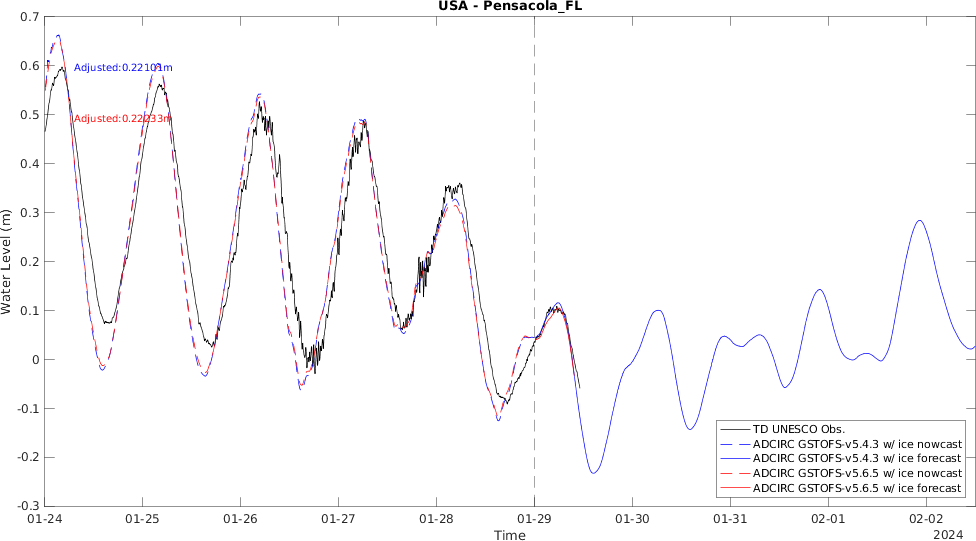 USA - Pensacola_FL
0.7
0.6
0.5
0.4
0.3
0.2
0.1
0
-0.1
-0.2
-0.3
Water Level (m)
Adjusted:0.22101m
Adjusted:0.22233m
TD UNESCO Obs.
ADCIRC GSTOFS-v5.4.3 w/ ice nowcast
ADCIRC GSTOFS-v5.4.3 w/ ice forecast
ADCIRC GSTOFS-v5.6.5 w/ ice nowcast
ADCIRC GSTOFS-v5.6.5 w/ ice forecast
01-24 01-25 01-26 01-27 01-28 01-29 01-30 01-31 02-01 02-02
Time
2024